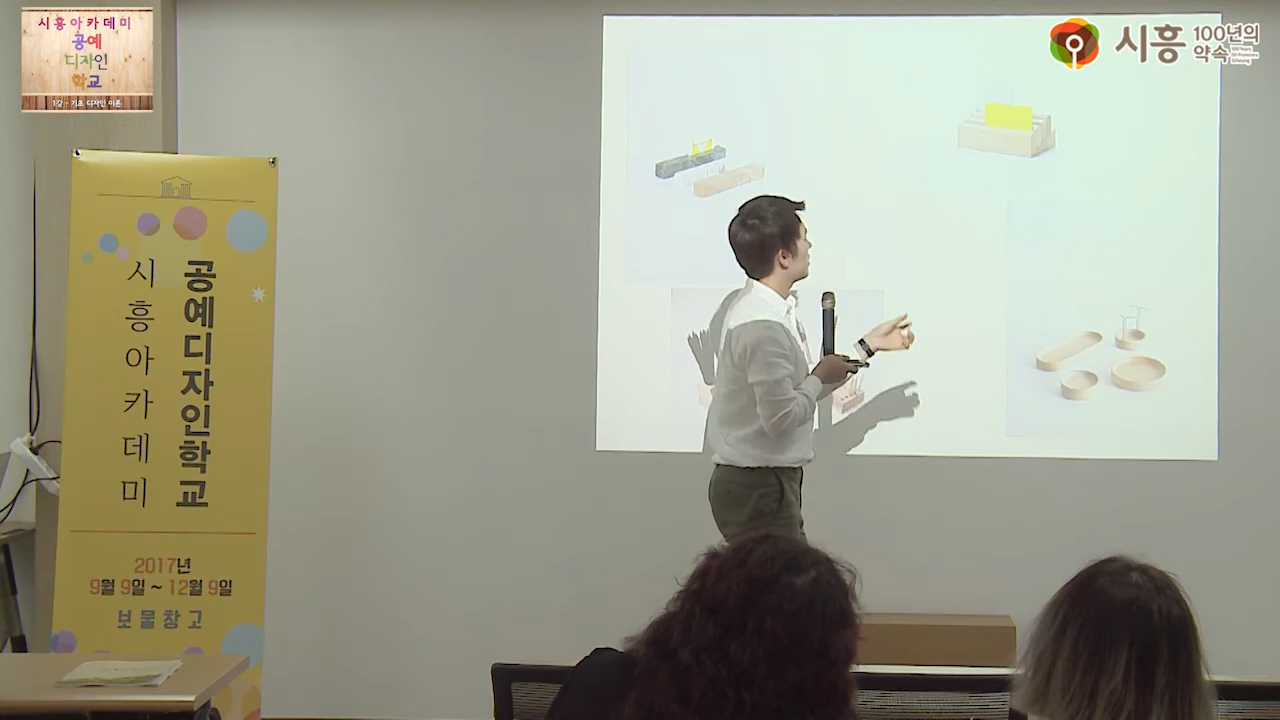 시흥아카데미
공예
디자인
학교
1강 - 기초 디자인 이론
시흥
100년의
약속
공예디자인학교
시흥아카데미
2017년
9월 9일 ~ 12월 9일
보물창고